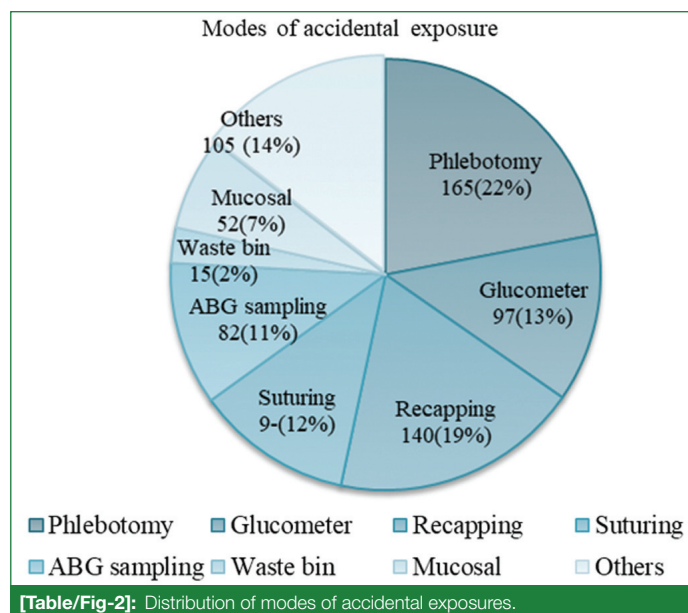 Modes of accidental exposure
Others
105 (14%)
Phlebotomy
165(22%)
Mucosal
52(7%)
Waste bin
15(2%)
Glucometer
97(13%)
ABG sampling
82(11%)
Suturing
9-(12%)
Recapping
140(19%)
Phlebotomy Glucometer Recapping Suturing
ABG sampling Waste bin Mucosal Others
[Table/Fig-2]: Distribution of modes of accidental exposures.